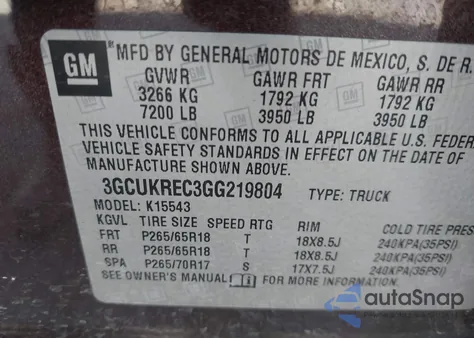 GM
MFD BY GENERAL MOTORS DE MEXICO, S. DE R.
GVWR GAWR FRT GAWR RR
3266 KG 1792 KG 1792 KG
7200 LB 3950 LB 3950 LB
THIS VEHICLE CONFORMS TO ALL APPLICABLE U.S. FEDER
VEHICLE SAFETY STANDARDS IN EFFECT ON THE DATE OF
MANUFACTURE SHOWN ABOVE.
3GCUKREC3GG219804 TYPE: TRUCK
MODEL: K15543
KGVL TIRE SIZE SPEED RTG RIM COLD TIRE PRES
FRT P265/65R18 T 18X8.5J 240KPA(35PSI)
RR P265/65R18 T 18X8.5J 240KPA(35PSI)
SPA P265/70R17 S 17X7.5J 240KPA(35PSI)
SEE OWNER'S MANUAL FOR MORE INFORMATION.
autoSnap